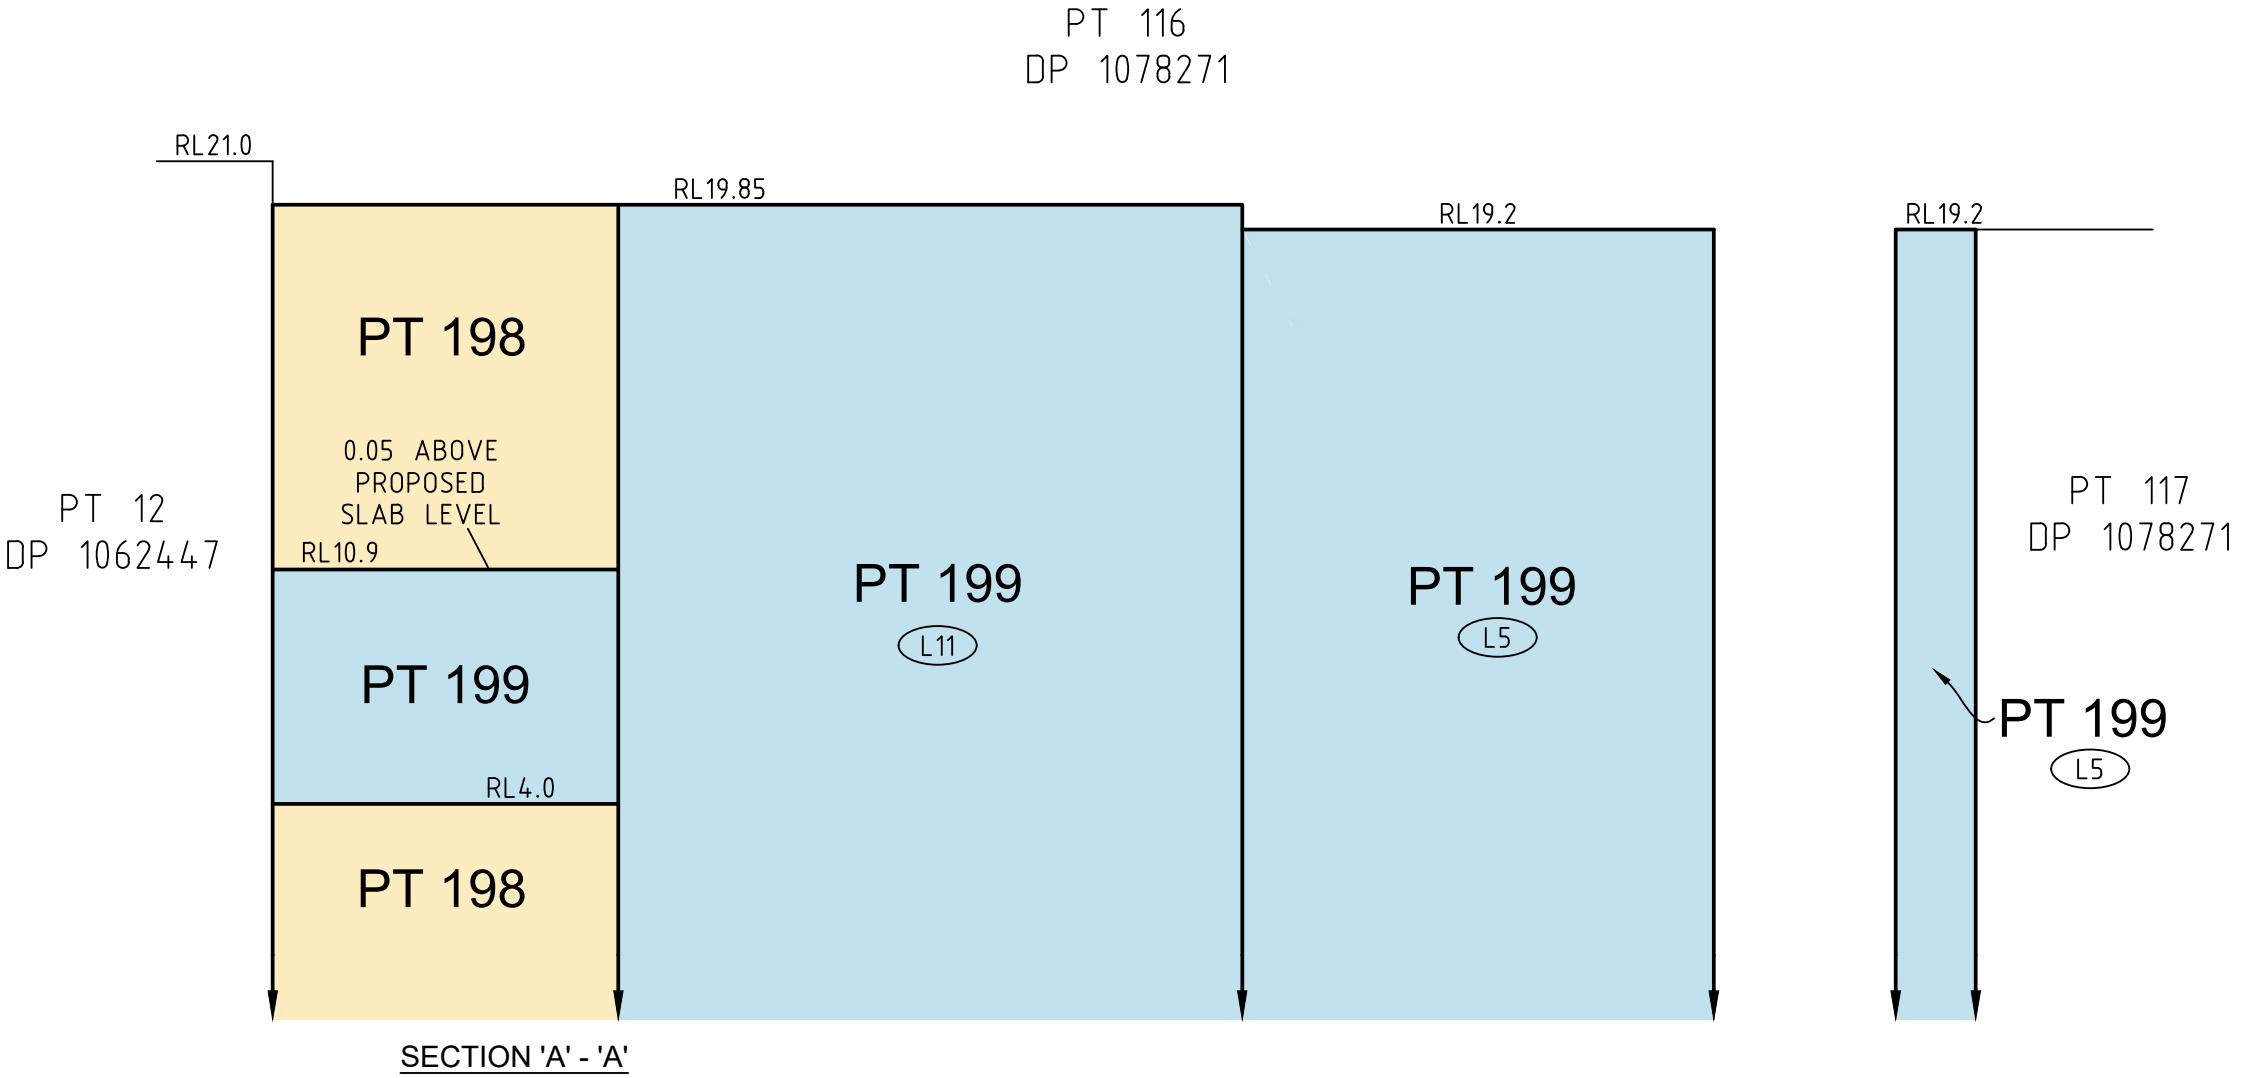 PT 116
DP 1078271
RL21.0
RL19.85
RL19.2
RL19.2
PT 198
0.05 ABOVE
PROPOSED
SLAB LEVEL
RL10.9
PT 12
DP 1062447
PT 199
L11
PT 199
L5
PT 117
DP 1078271
PT 199
L5
PT 199
RL4.0
PT 198
SECTION 'A' - 'A'